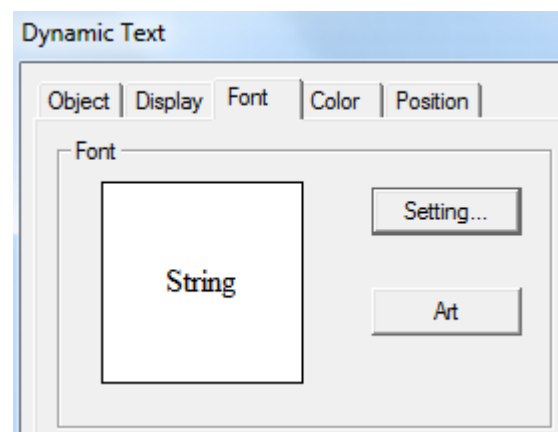 Dynamic Text
Object Display Font Color Position
Font
Setting...
String
Art